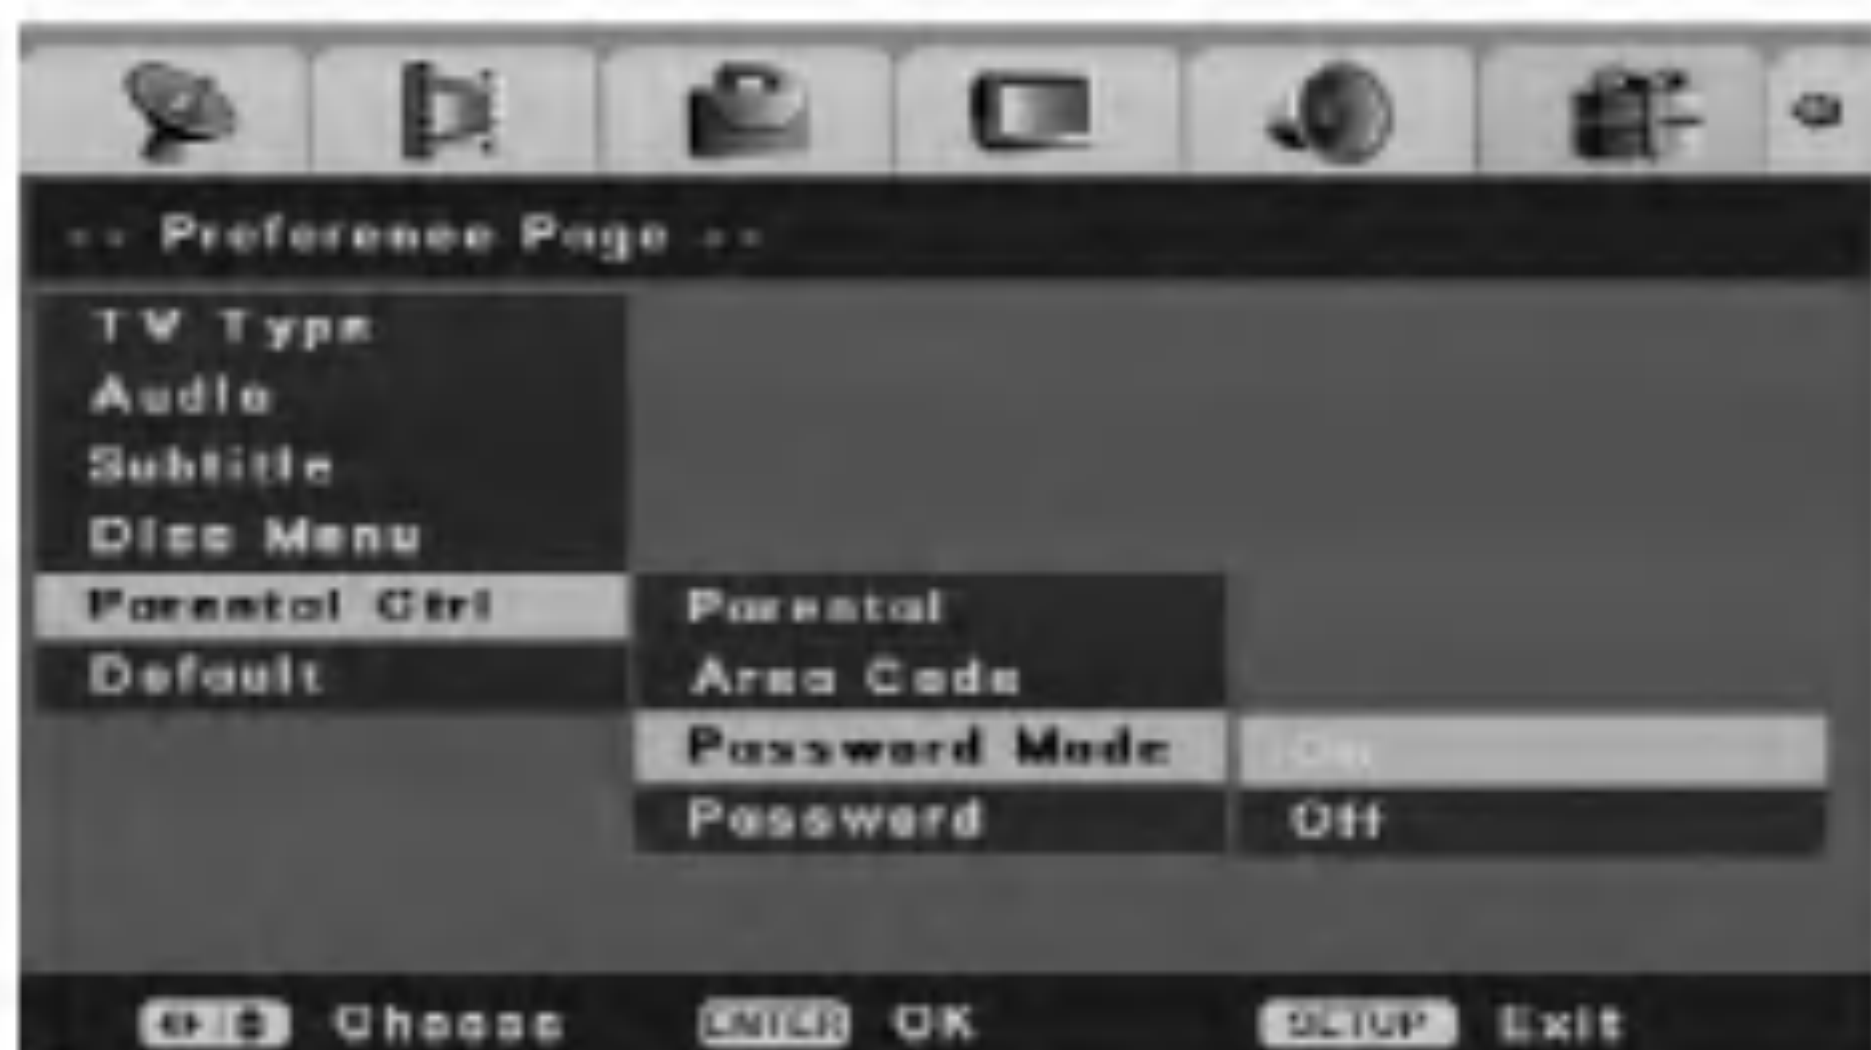 -- Preference Page --
TV Type
Audio
Subtitle
Disc Menu
Parental Ctrl
Parental
Default
Area Code
Password Mode
On
Password
Off
Choose
ENTER OK
SETUP Exit